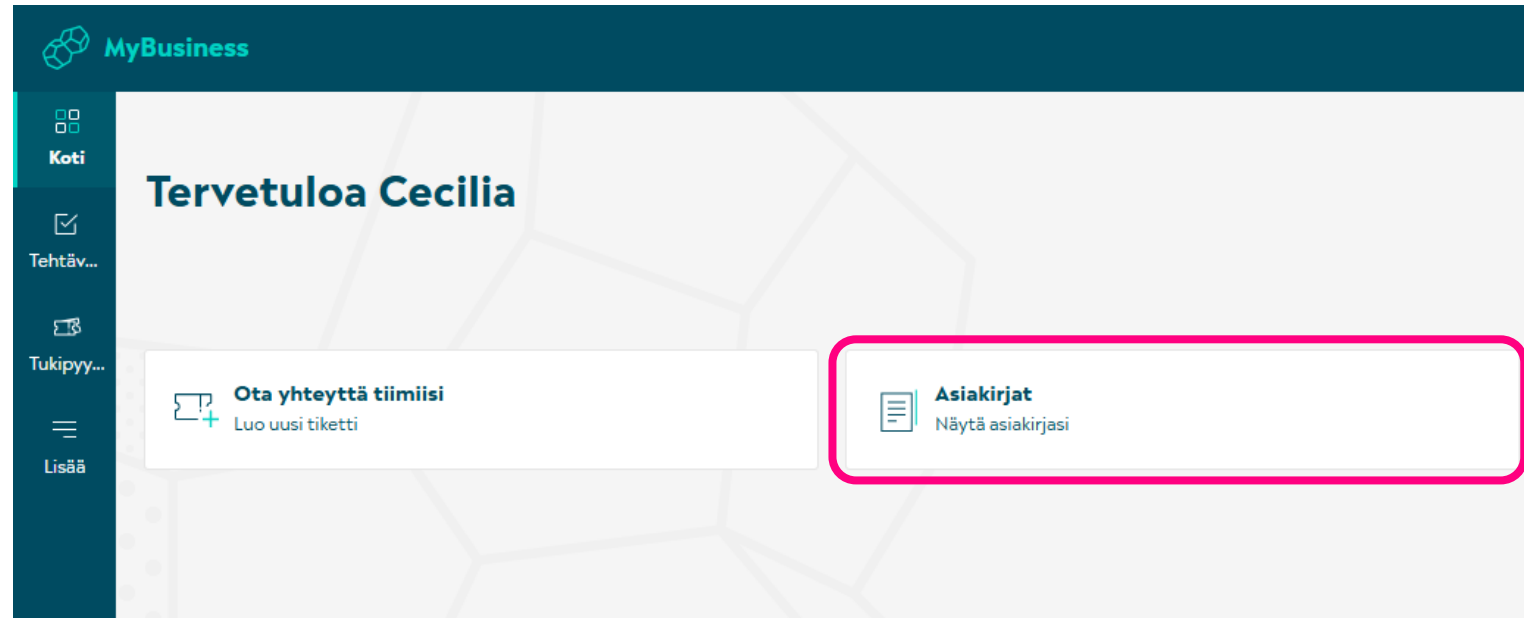 MyBusiness
Koti
Tehtäv...
Tukipyy...
Lisää
Tervetuloa Cecilia
Ota yhteyttä tiimiisi
Luo uusi tiketti
Asiakirjat
Näytä asiakirjasi